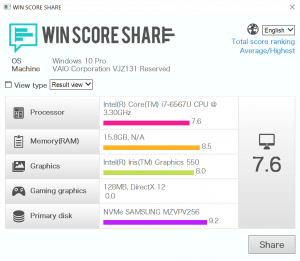 WIN SCORE SHARE
WIN SCORE SHARE
English
Total score ranking
Average/Highest
OS Windows 10 Pro
Machine VAIO Corporation VJZ131 Reserved
View type Result view
Processor
Intel(R) Core(TM) i7-6567U CPU @
3.30GHz
7.6
Memory(RAM)
15.8GB, N/A
8.5
Graphics
Intel(R) Iris(TM) Graphics 550
8.0
Gaming graphics
128MB, DirectX 12
0.0
Primary disk
NVMe SAMSUNG MZVPV256
9.2
7.6
Share